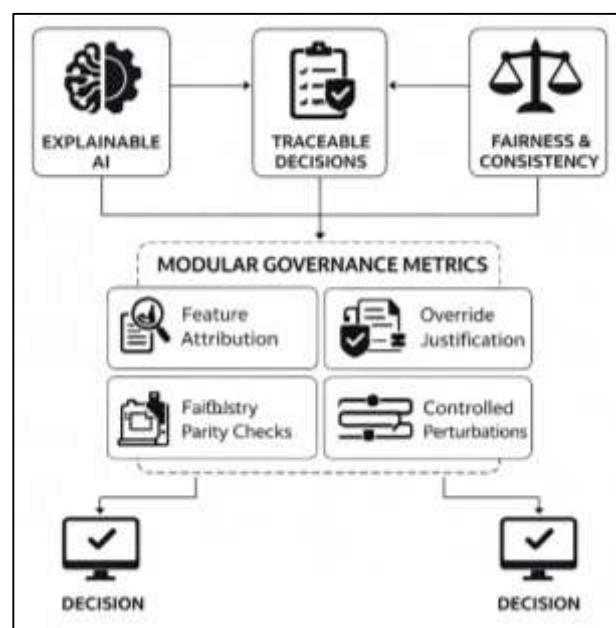 EXPLAINABLE
AI
TRACEABLE
DECISIONS
FAIRNESS &
CONSISTENCY
MODULAR GOVERNANCE METRICS
Feature
Attribution
Override
Justification
Parity Checks
Controlled
Perturbations
DECISION
DECISION